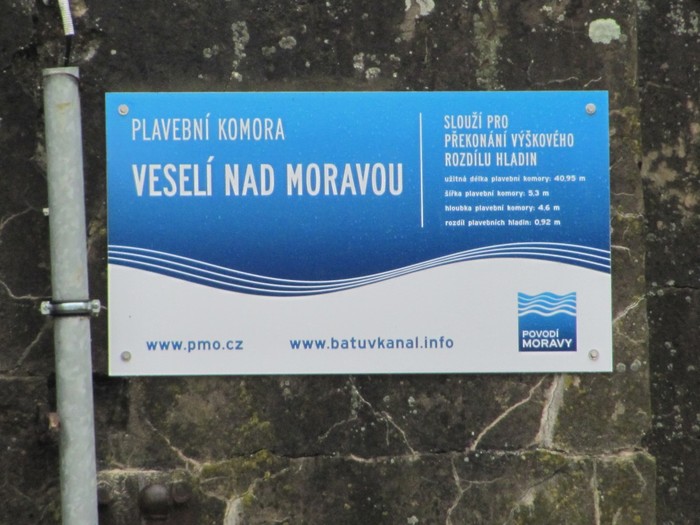 PLAVEBNÍ KOMORA
VESELÍ NAD MORAVOU
SLOUŽÍ PRO
PŘEKONÁNÍ VÝŠKOVÉHO
ROZDÍLU HLADIN
užitná délka plavební komory: 40,95 m
šířka plavební komory: 5,3 m
hloubka plavební komory: 4,6 m
rozdíl plavebních hladin: 0,92 m
www.pmo.cz
www.batuvkanal.info
POVODÍ
MORAVY